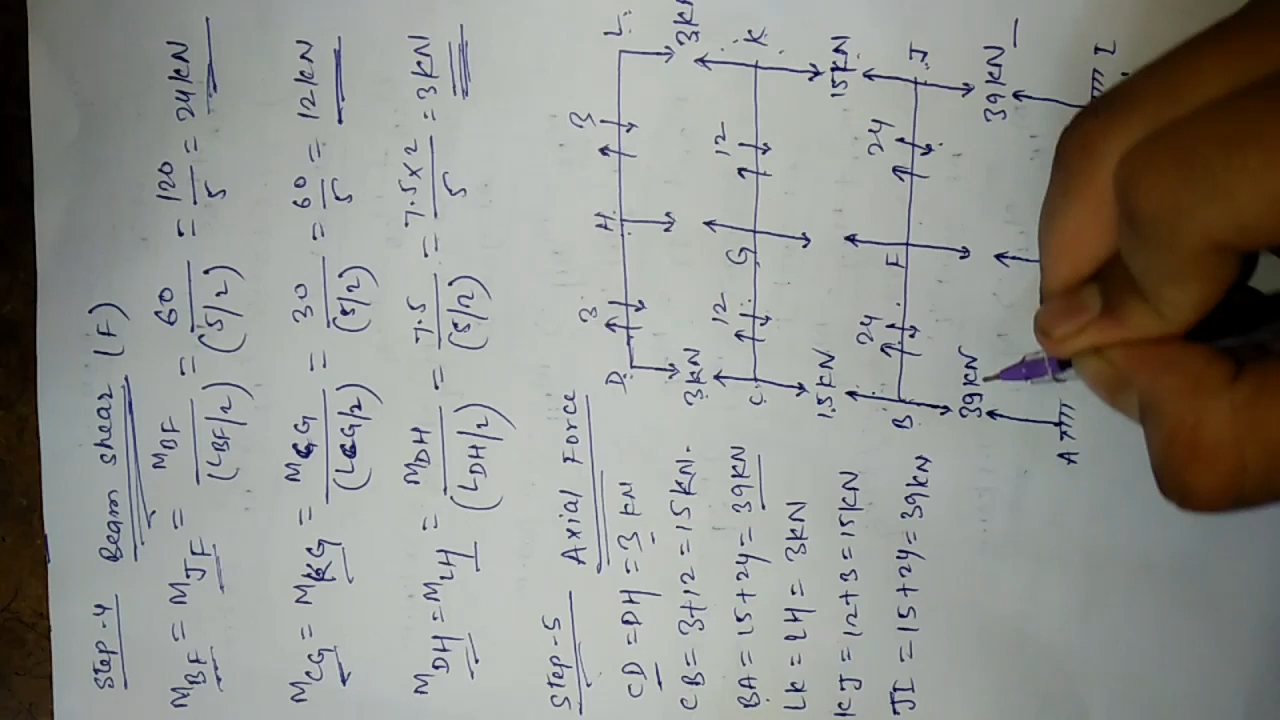 Step-4 Beam shear (F)
M_BF = M_JF = M_BF / (L_BF/2) = 60 / (5/2) = 120 / 5 = 24KN
M_CG = M_KG = M_CG / (L_CG/2) = 30 / (5/2) = 60 / 5 = 12KN
M_DH = M_LH = M_DH / (L_DH/2) = 7.5 / (5/2) = 7.5×2 / 5 = 3KN
Step-5 Axial Force
CD = DH = 3 KN
CB = 3+12 = 15KN.
BA = 15+24 = 39KN
LK = LH = 3KN
KJ = 12+3 = 15KN
JI = 15+24 = 39KN
D 3 H 3 L
3KN 3KN
C 12 G 12 K
15KN 15KN
B 24 F 24 J
39KN 39KN
A I